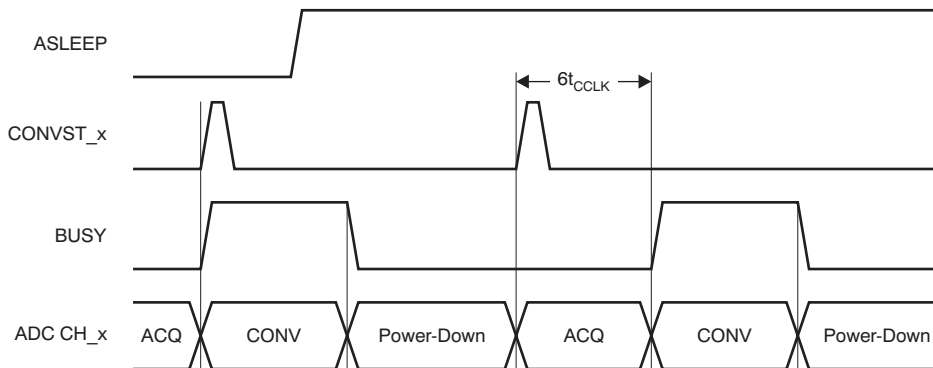 ASLEEP
6tCCLK
CONVST_x
BUSY
ADC CH_x ACQ CONV Power-Down ACQ CONV Power-Down